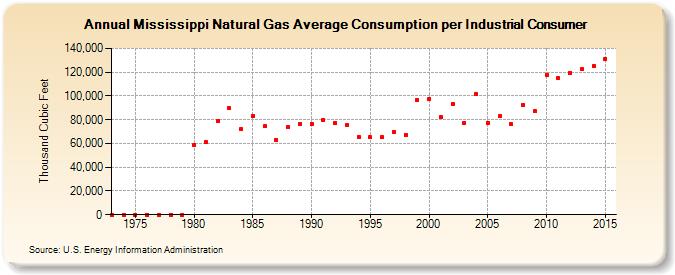 Annual Mississippi Natural Gas Average Consumption per Industrial Consumer
Thousand Cubic Feet
140,000
120,000
100,000
80,000
60,000
40,000
20,000
0
1975 1980 1985 1990 1995 2000 2005 2010 2015
Source: U.S. Energy Information Administration